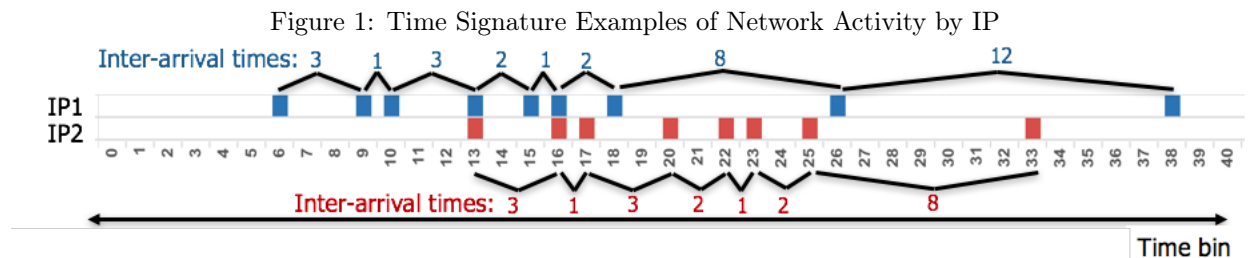 Figure 1: Time Signature Examples of Network Activity by IP
Inter-arrival times: 3 1 3 2 1 2 8 12
IP1
IP2
0 1 2 3 4 5 6 7 8 9 10 11 12 13 14 15 16 17 18 19 20 21 22 23 24 25 26 27 28 29 30 31 32 33 34 35 36 37 38 39 40
Inter-arrival times: 3 1 3 2 1 2 8
Time bin